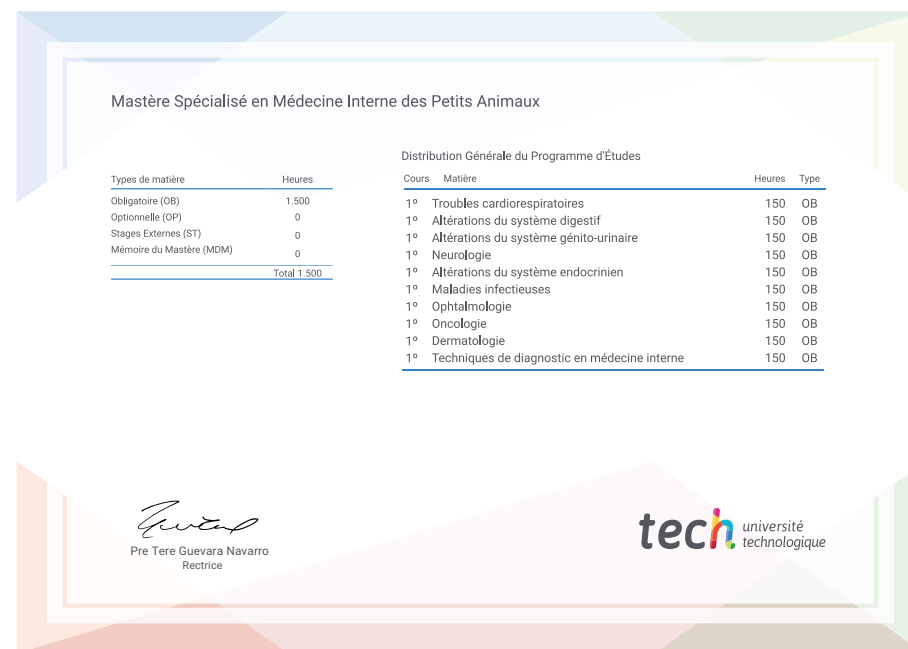 Mastère Spécialisé en Médecine Interne des Petits Animaux
Types de matière Heures
Obligatoire (OB) 1.500
Optionnelle (OP) 0
Stages Externes (ST) 0
Mémoire du Mastère (MDM) 0
Total 1.500
Distribution Générale du Programme d'Études
Cours Matière Heures Type
1º Troubles cardiorespiratoires 150 OB
1º Altérations du système digestif 150 OB
1º Altérations du système génito-urinaire 150 OB
1º Neurologie 150 OB
1º Altérations du système endocrinien 150 OB
1º Maladies infectieuses 150 OB
1º Ophtalmologie 150 OB
1º Oncologie 150 OB
1º Dermatologie 150 OB
1º Techniques de diagnostic en médecine interne 150 OB
Pre Tere Guevara Navarro
Rectrice
tech université
technologique